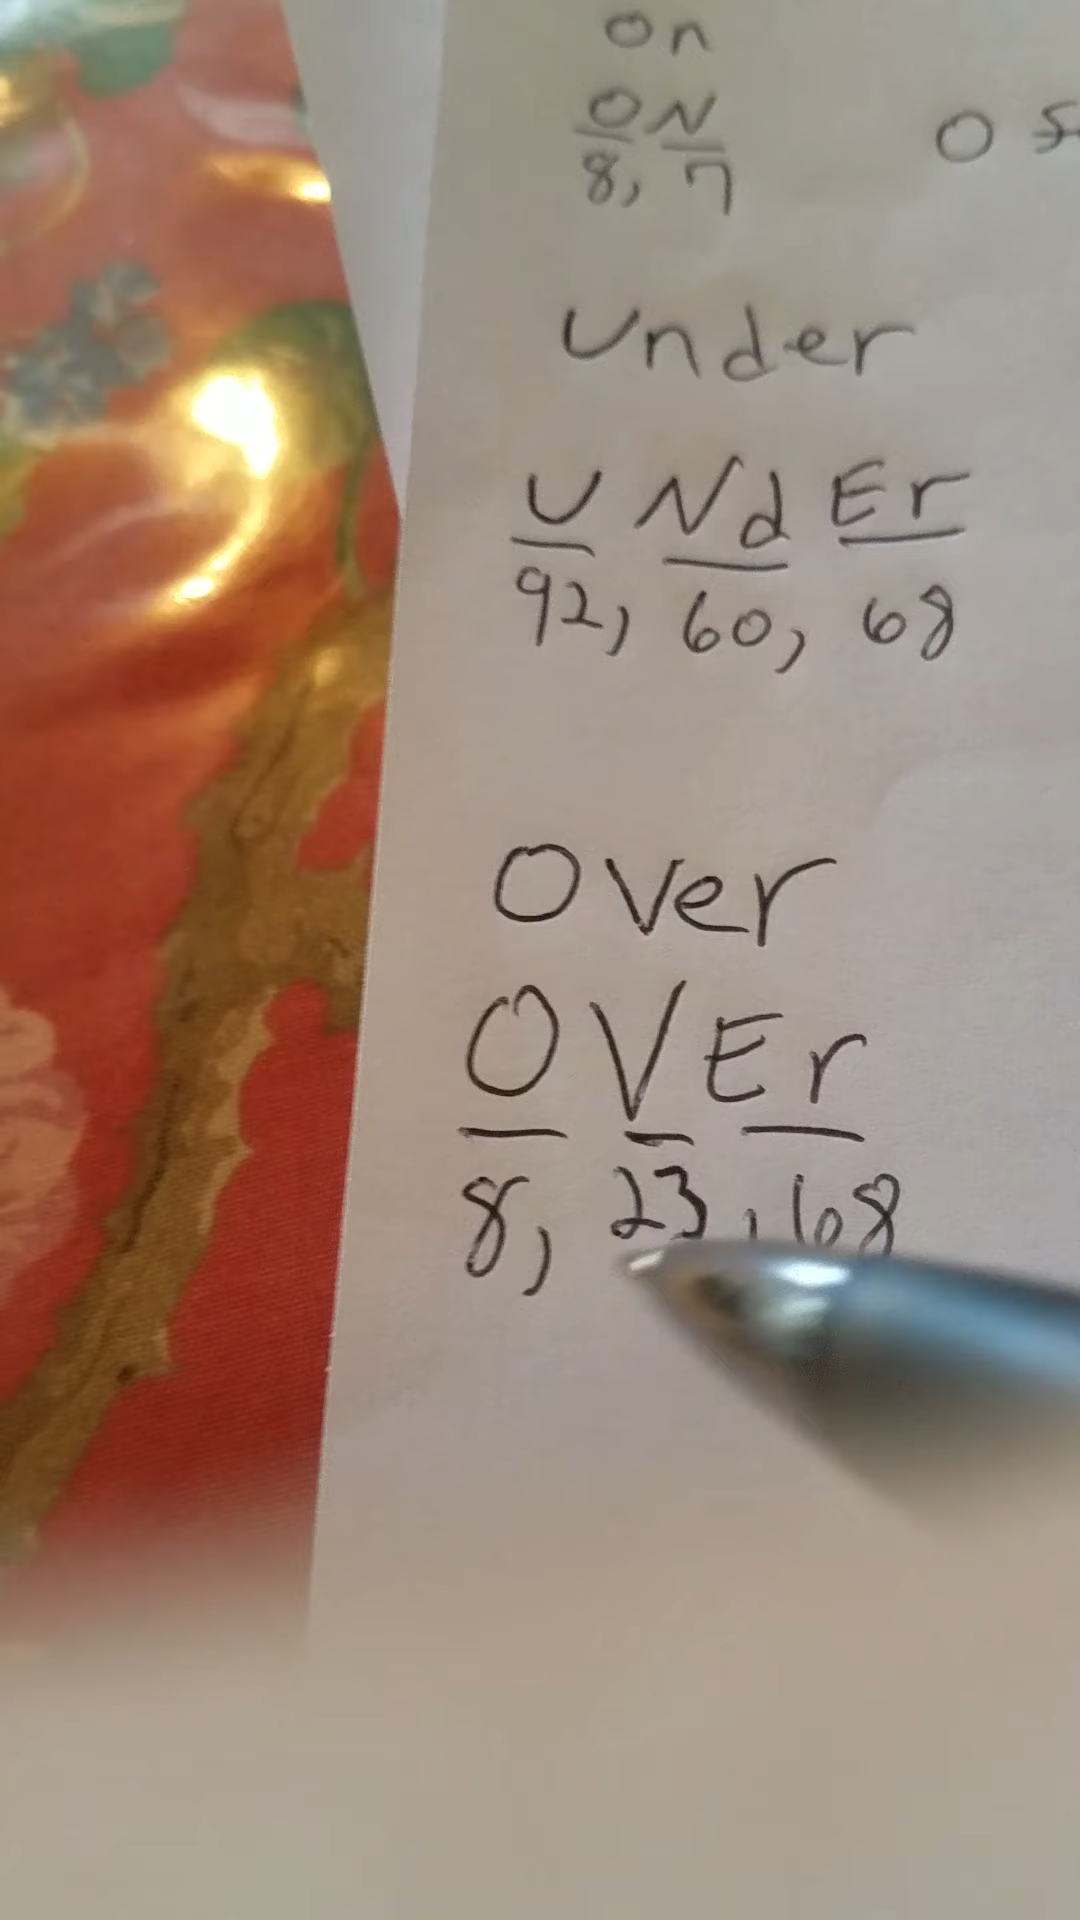 on
ON
8, 7
O
under
UNdEr
92, 60, 68
over
OVEr
8, 23, 68